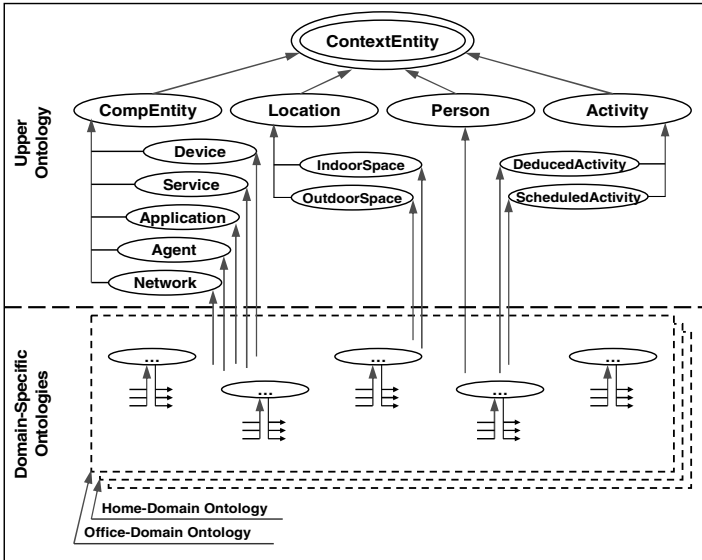 ContextEntity
CompEntity
Location
Person
Activity
Upper
Ontology
Device
Service
Application
Agent
Network
IndoorSpace
OutdoorSpace
DeducedActivity
ScheduledActivity
Domain-Specific
Ontologies
...
...
...
...
...
Home-Domain Ontology
Office-Domain Ontology